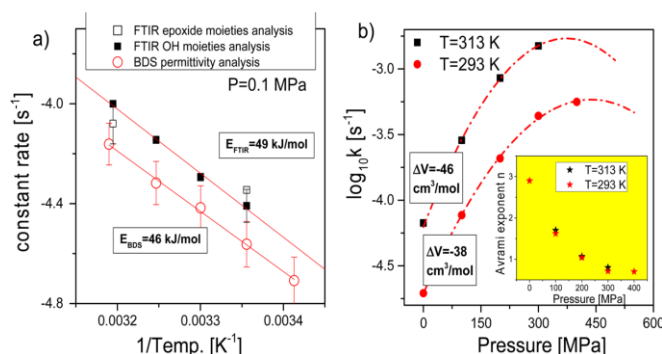 a)
FTIR epoxide moieties analysis
FTIR OH moieties analysis
BDS permittivity analysis
P=0.1 MPa
E_FTIR=49 kJ/mol
E_BDS=46 kJ/mol
constant rate [s⁻¹]
-4.0
-4.4
-4.8
0.0032
0.0033
0.0034
1/Temp. [K⁻¹]
b)
T=313 K
T=293 K
log₁₀k [s⁻¹]
-3.0
-3.5
-4.0
-4.5
ΔV=-46
cm³/mol
ΔV=-38
cm³/mol
T=313 K
T=293 K
Avrami exponent n
3
2
1
0
100
200
300
400
Pressure [MPa]
0
150
300
450
600
Pressure [MPa]